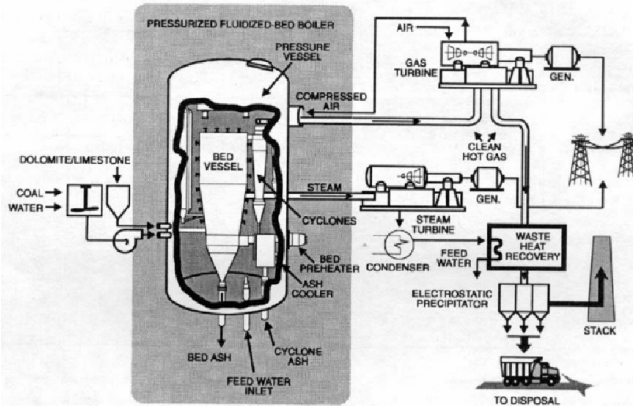 PRESSURIZED FLUIDIZED-BED BOILER
PRESSURE
VESSEL
AIR
GAS
TURBINE
GEN.
COMPRESSED
AIR
DOLOMITE/LIMESTONE
BED
VESSEL
CLEAN
HOT GAS
COAL
WATER
STEAM
GEN.
CYCLONES
STEAM
TURBINE
CONDENSER
FEED
WATER
WASTE
HEAT
RECOVERY
BED
PREHEATER
ASH
COOLER
ELECTROSTATIC
PRECIPITATOR
STACK
BED ASH
CYCLONE
ASH
FEED WATER
INLET
TO DISPOSAL